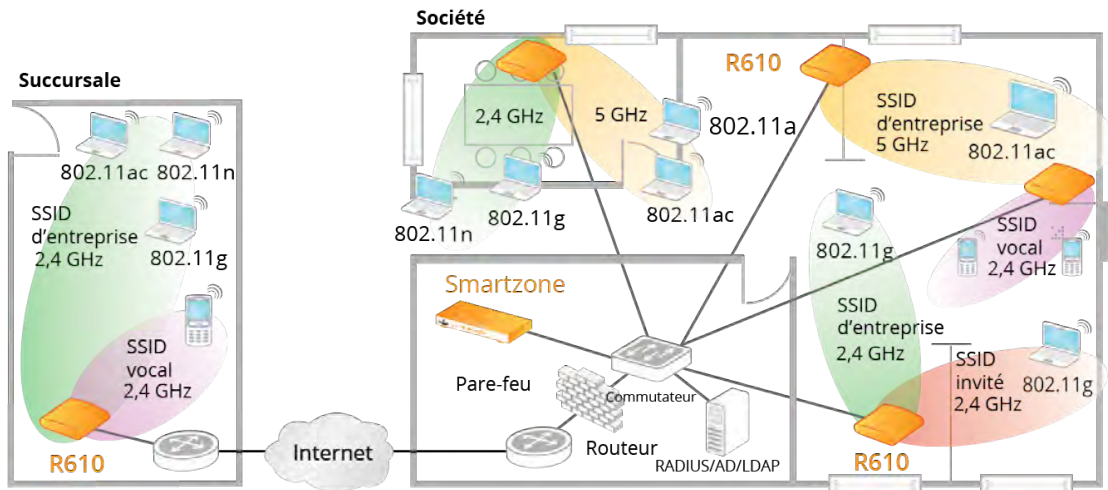 Société
Succursale
802.11ac
802.11n
SSID
d’entreprise
2,4 GHz
802.11g
SSID
vocal
2,4 GHz
R610
Internet
2,4 GHz
5 GHz
802.11a
802.11g
802.11ac
802.11n
R610
SSID
d’entreprise
5 GHz
802.11ac
SSID
vocal
2,4 GHz
802.11g
SSID
d’entreprise
2,4 GHz
SSID
invité
2,4 GHz
802.11g
R610
Smartzone
Pare-feu
Commutateur
Routeur
RADIUS/AD/LDAP